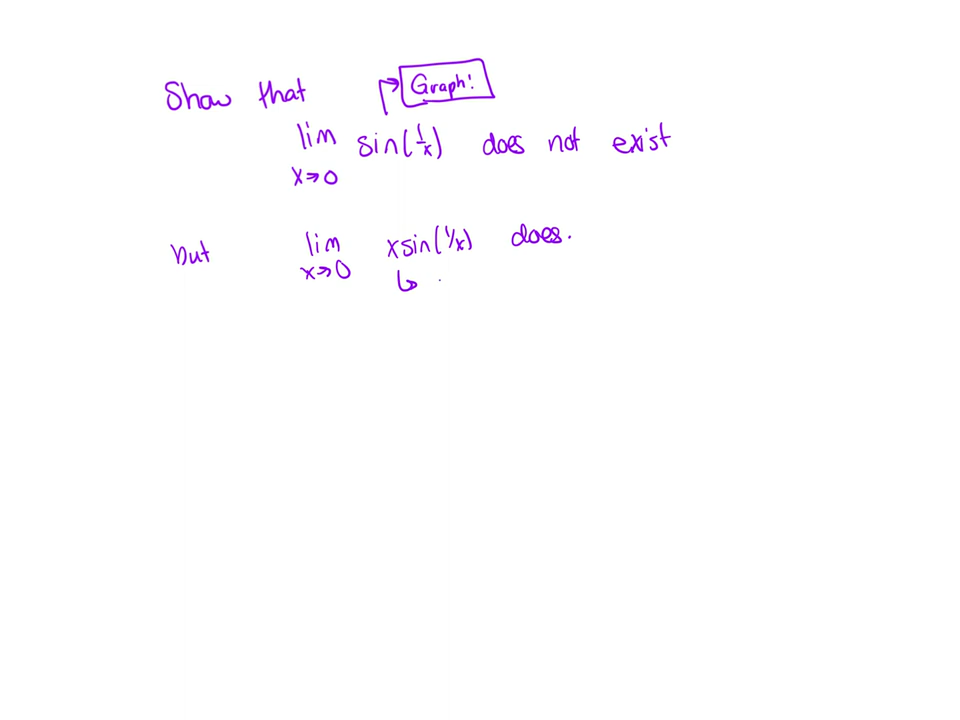 Show that
Graph!
lim sin(1/x) does not exist
x→0
but lim xsin(1/x) does.
x→0